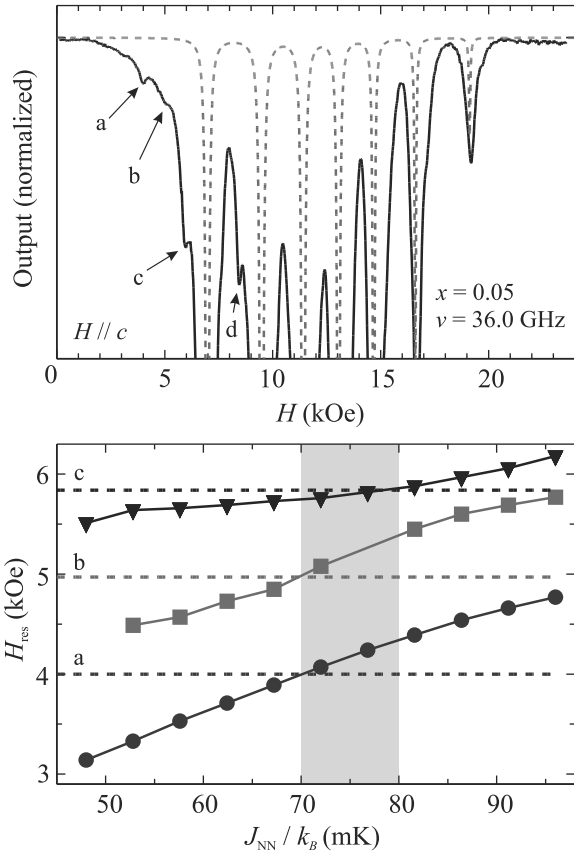 Output (normalized)
a
b
c
d
H // c
x = 0.05
ν = 36.0 GHz
0 5 10 15 20
H (kOe)
H_res (kOe)
6
5
4
3
c
b
a
50 60 70 80 90
J_NN / k_B (mK)